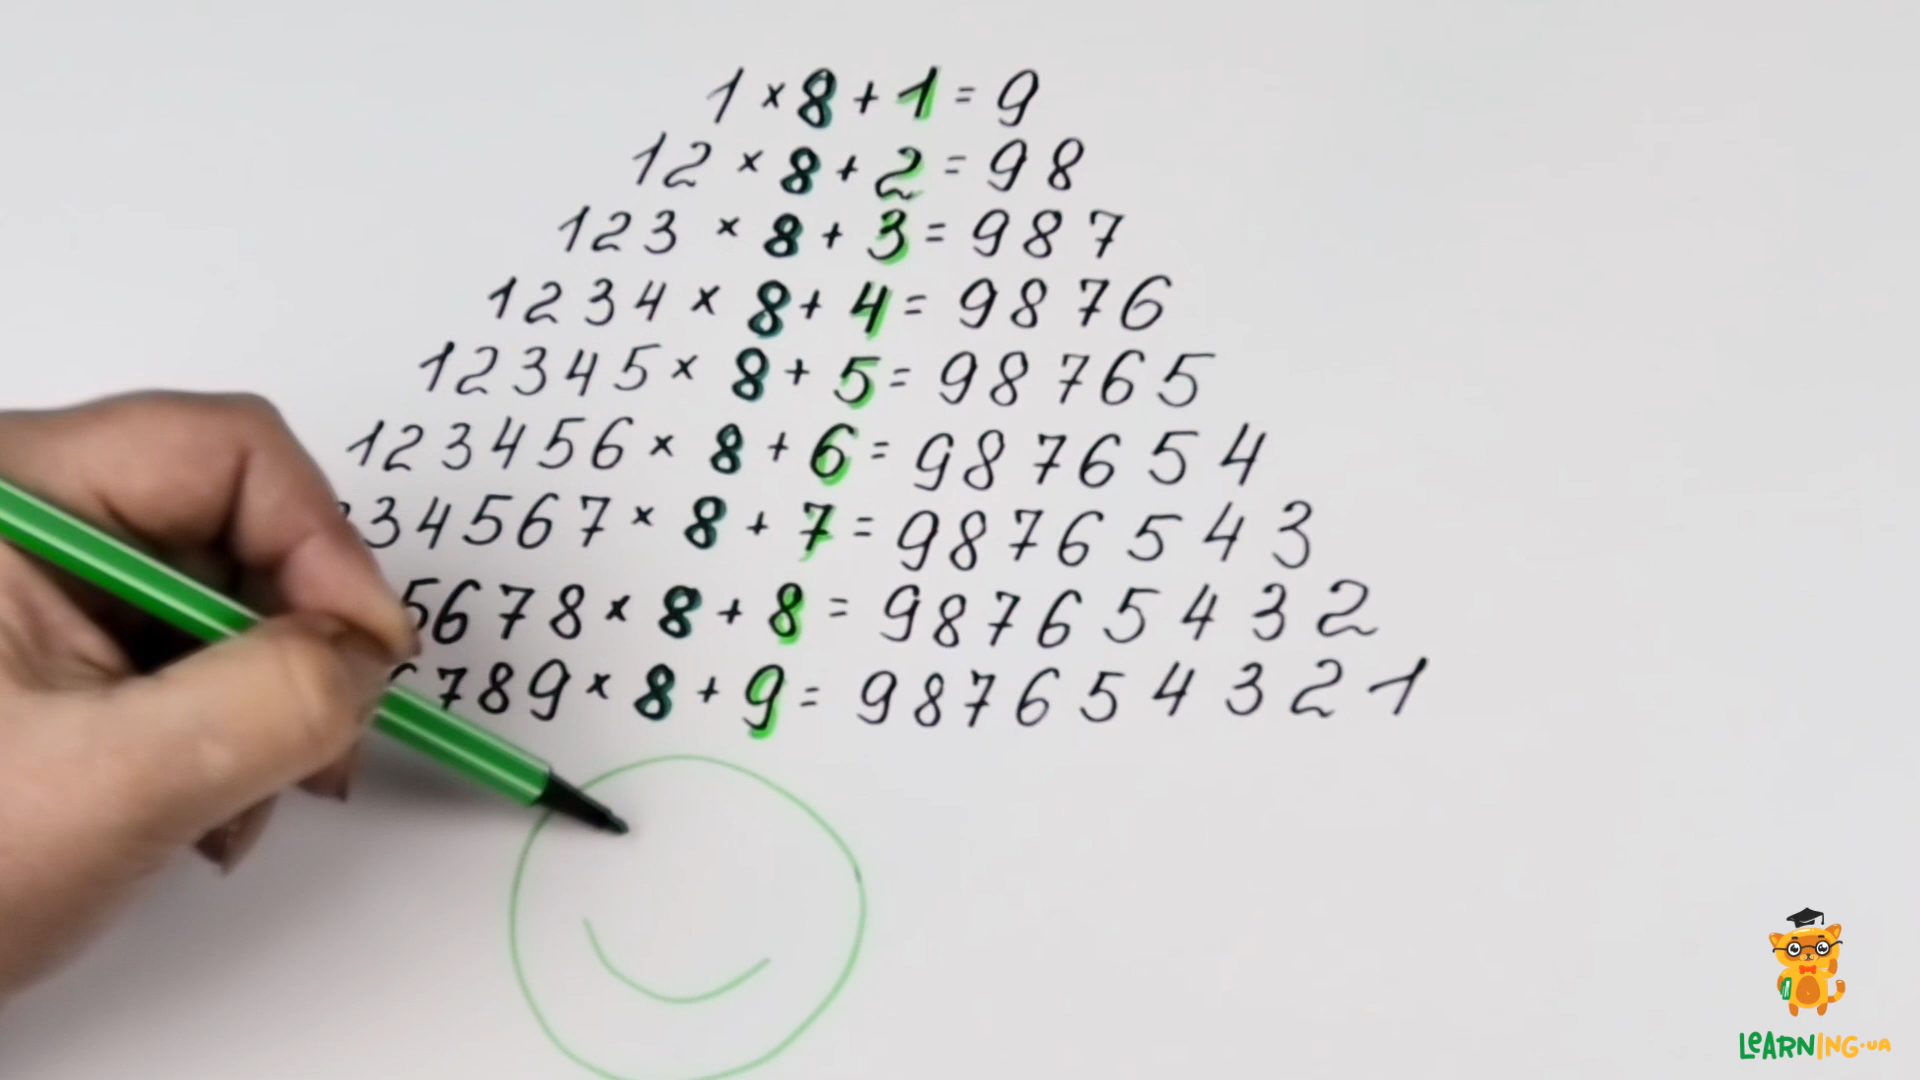 1 × 8 + 1 = 9
12 × 8 + 2 = 98
123 × 8 + 3 = 987
1234 × 8 + 4 = 9876
12345 × 8 + 5 = 98765
123456 × 8 + 6 = 987654
34567 × 8 + 7 = 9876543
5678 × 8 + 8 = 98765432
789 × 8 + 9 = 987654321
LEARNING.UA